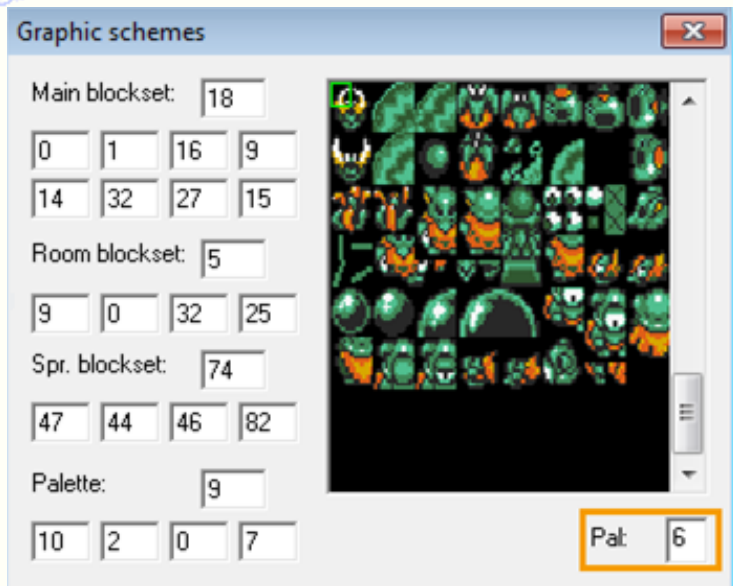 Graphic schemes
Main blockset: 18
0 1 16 9
14 32 27 15
Room blockset: 5
9 0 32 25
Spr. blockset: 74
47 44 46 82
Palette: 9
10 2 0 7
Pal: 6